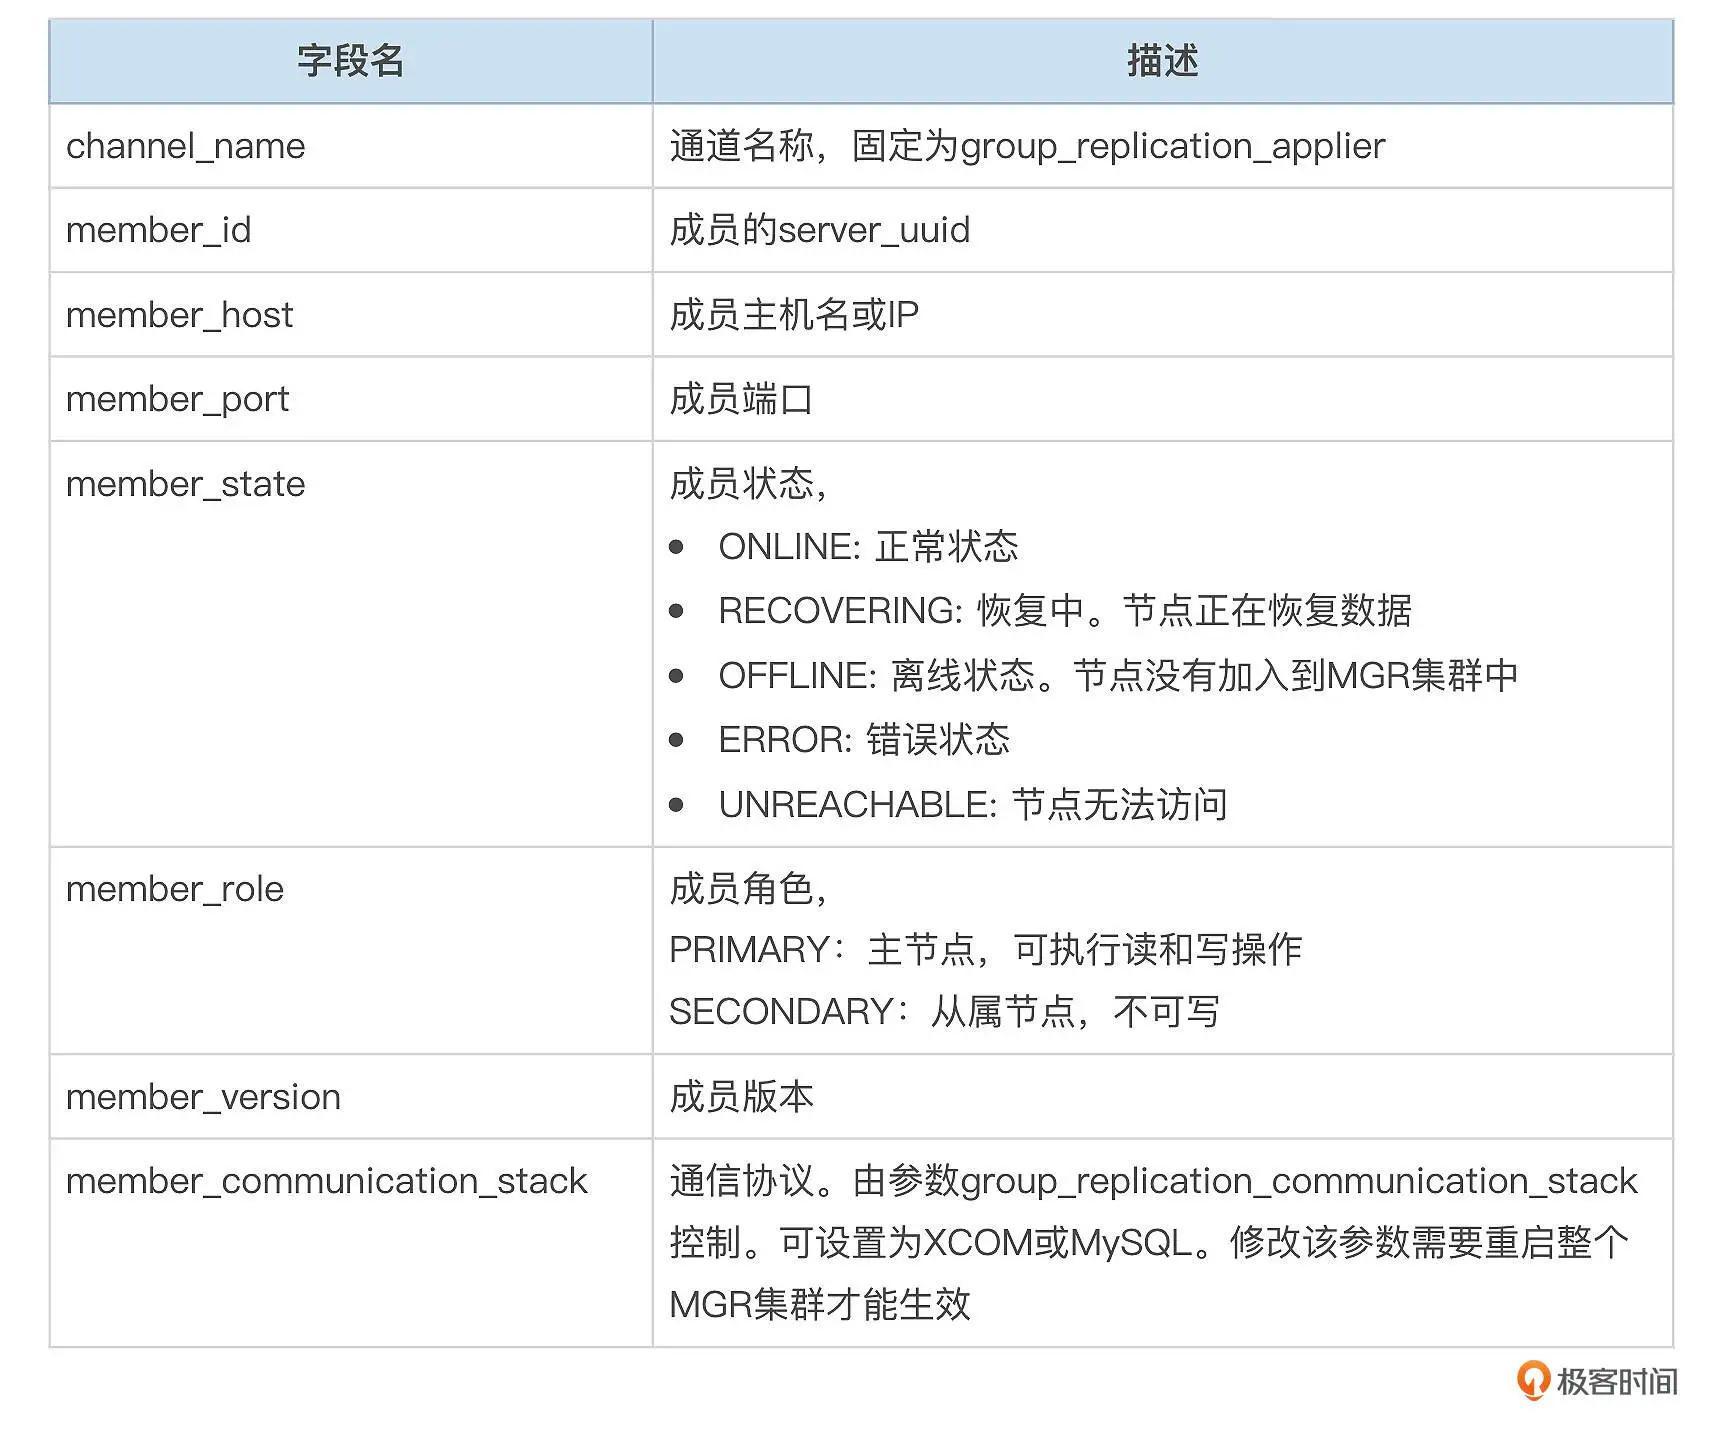 字段名
描述
channel_name
通道名称，固定为group_replication_applier
member_id
成员的server_uuid
member_host
成员主机名或IP
member_port
成员端口
member_state
成员状态，
● ONLINE: 正常状态
● RECOVERING: 恢复中。节点正在恢复数据
● OFFLINE: 离线状态。节点没有加入到MGR集群中
● ERROR: 错误状态
● UNREACHABLE: 节点无法访问
member_role
成员角色，
PRIMARY：主节点，可执行读和写操作
SECONDARY：从属节点，不可写
member_version
成员版本
member_communication_stack
通信协议。由参数group_replication_communication_stack
控制。可设置为XCOM或MySQL。修改该参数需要重启整个
MGR集群才能生效
极客时间